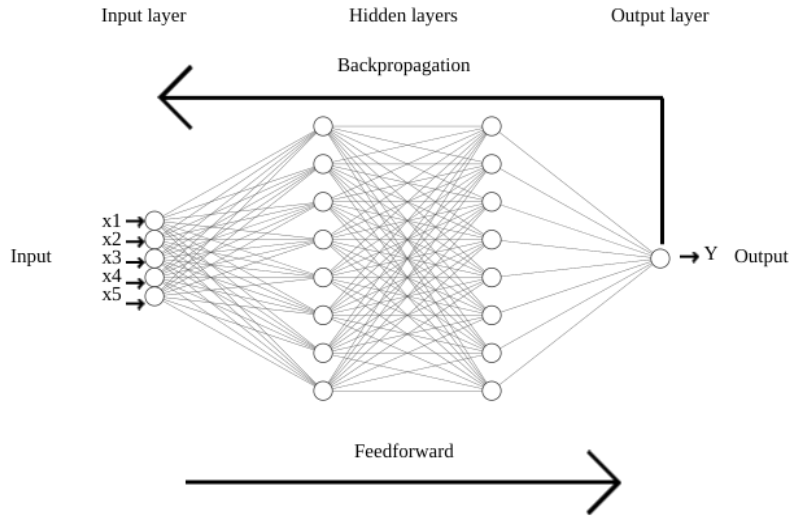 Input layer
Hidden layers
Output layer
Backpropagation
x1
x2
x3
x4
x5
Input
Y
Output
Feedforward